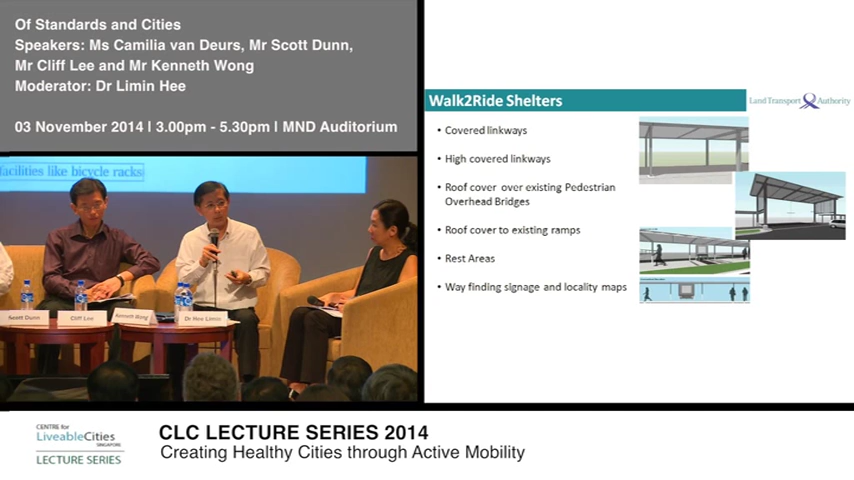 Of Standards and Cities
Speakers: Ms Camilia van Deurs, Mr Scott Dunn,
Mr Cliff Lee and Mr Kenneth Wong
Moderator: Dr Limin Hee
03 November 2014 | 3.00pm - 5.30pm | MND Auditorium
facilities like bicycle racks
Scott Dunn
Cliff Lee
Kenneth Wong
Dr Hee Limin
Walk2Ride Shelters
Land Transport Authority
• Covered linkways
• High covered linkways
• Roof cover over existing Pedestrian
Overhead Bridges
• Roof cover to existing ramps
• Rest Areas
• Way finding signage and locality maps
CENTRE for
LiveableCities
SINGAPORE
LECTURE SERIES
CLC LECTURE SERIES 2014
Creating Healthy Cities through Active Mobility